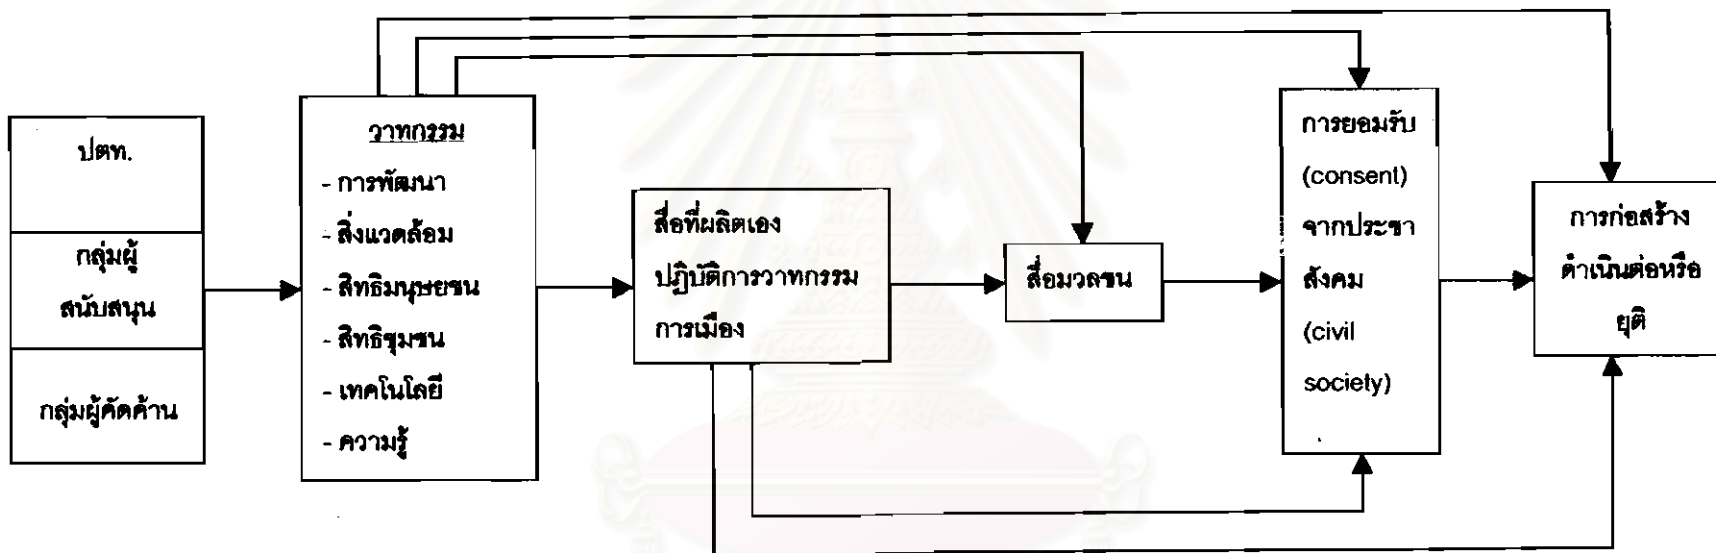 ปตท.
กลุ่มผู้
สนับสนุน
กลุ่มผู้คัดค้าน
วาทกรรม
- การพัฒนา
- สิ่งแวดล้อม
- สิทธิมนุษยชน
- สิทธิชุมชน
- เทคโนโลยี
- ความรู้
สื่อที่ผลิตเอง
ปฏิบัติการวาทกรรม
การเมือง
สื่อมวลชน
การยอมรับ
(consent)
จากประชา
สังคม
(civil
society)
การก่อสร้าง
ดำเนินต่อหรือ
ยุติ